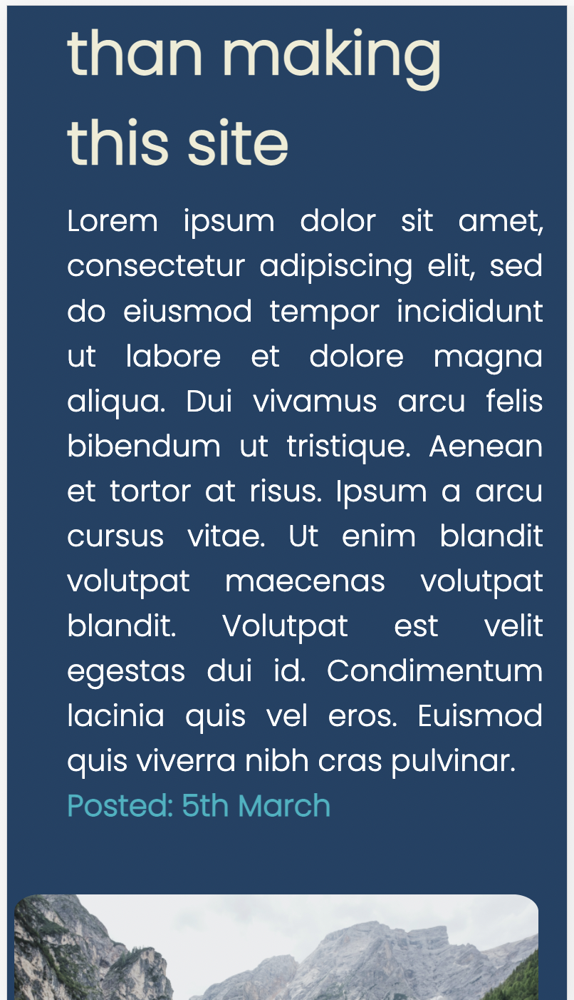 than making
this site
Lorem ipsum dolor sit amet,
consectetur adipiscing elit, sed
do eiusmod tempor incididunt
ut labore et dolore magna
aliqua. Dui vivamus arcu felis
bibendum ut tristique. Aenean
et tortor at risus. Ipsum a arcu
cursus vitae. Ut enim blandit
volutpat maecenas volutpat
blandit. Volutpat est velit
egestas dui id. Condimentum
lacinia quis vel eros. Euismod
quis viverra nibh cras pulvinar.
Posted: 5th March